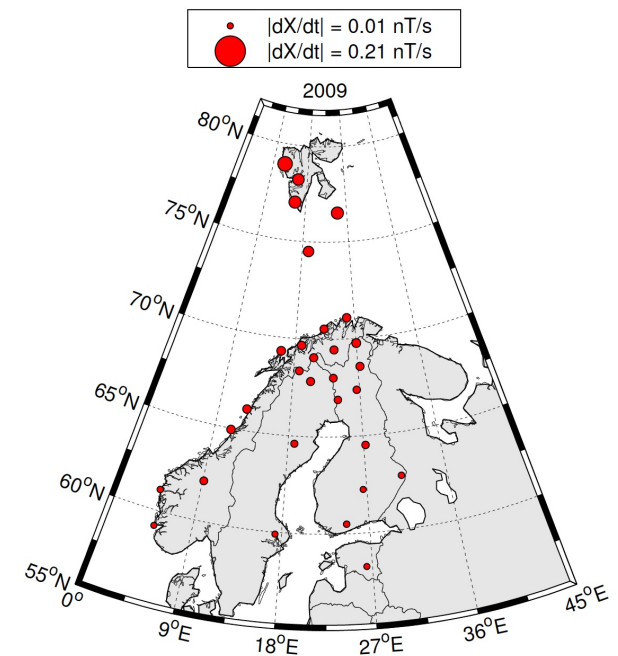 |dX/dt| = 0.01 nT/s
|dX/dt| = 0.21 nT/s
2009
80°N
75°N
70°N
65°N
60°N
55°N
0°
9°E
18°E
27°E
36°E
45°E